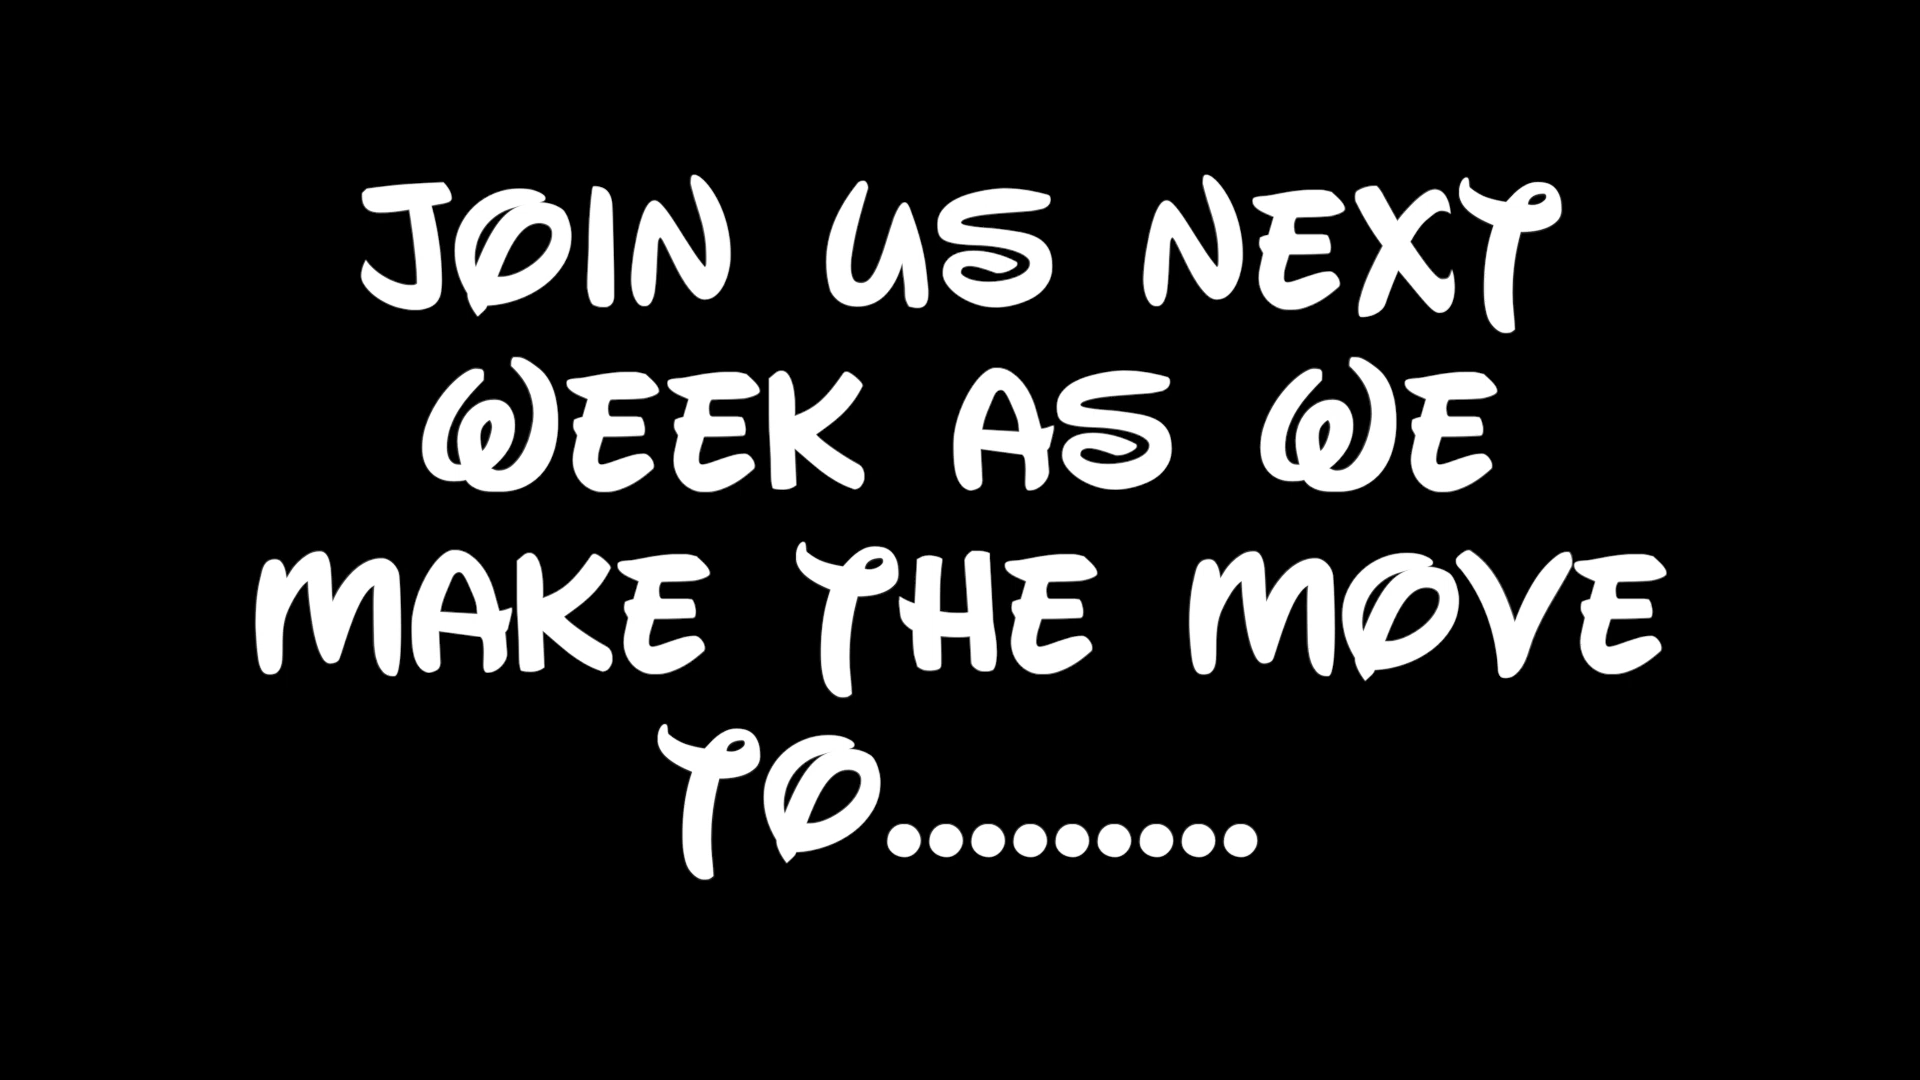 JOIN US NEXT
WEEK AS WE
MAKE THE MOVE
TO.........